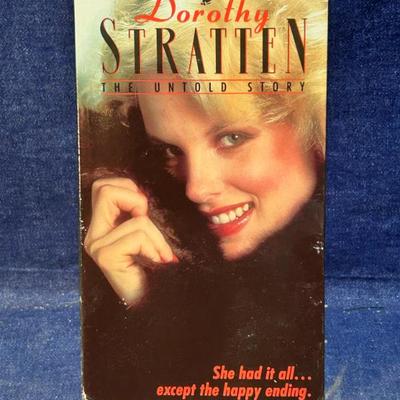 Dorothy
STRATTEN
THE UNTOLD STORY
She had it all...
except the happy ending.